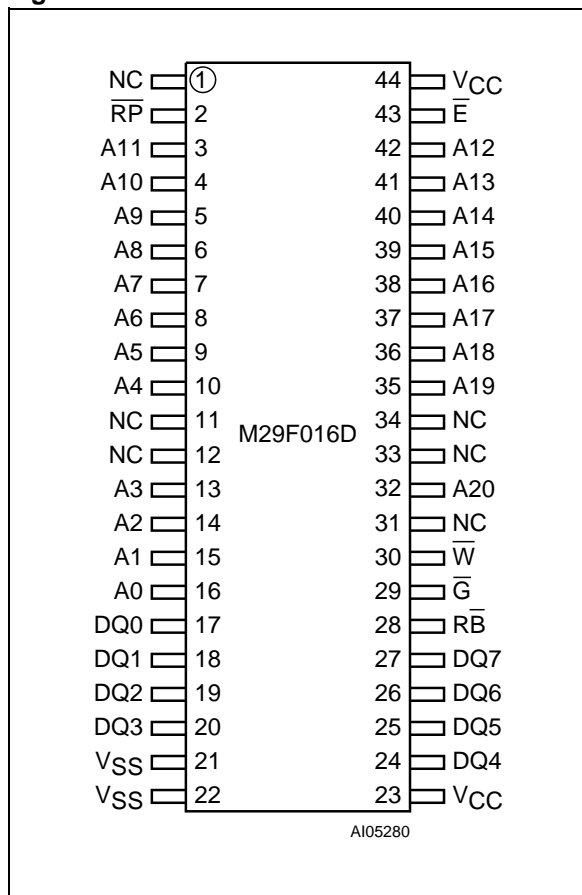 NC 1 44 VCC
R̅P̅ 2 43 E̅
A11 3 42 A12
A10 4 41 A13
A9 5 40 A14
A8 6 39 A15
A7 7 38 A16
A6 8 37 A17
A5 9 36 A18
A4 10 35 A19
NC 11 34 NC
M29F016D
NC 12 33 NC
A3 13 32 A20
A2 14 31 NC
A1 15 30 W̅
A0 16 29 G̅
DQ0 17 28 RB̅
DQ1 18 27 DQ7
DQ2 19 26 DQ6
DQ3 20 25 DQ5
VSS 21 24 DQ4
VSS 22 23 VCC
AI05280